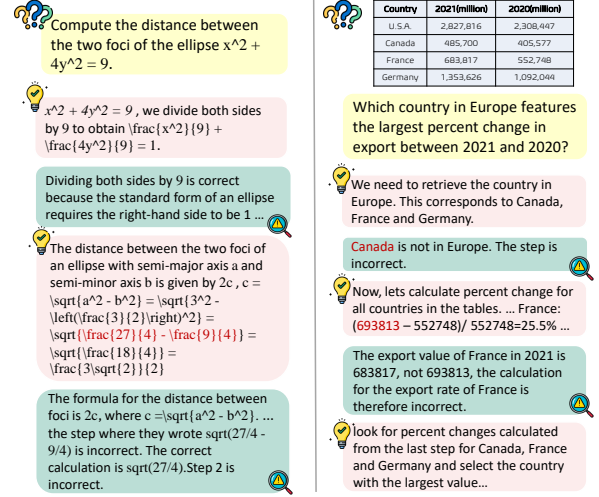 Compute the distance between
the two foci of the ellipse x^2 +
4y^2 = 9.
x^2 + 4y^2 = 9 , we divide both sides
by 9 to obtain \frac{x^2}{9} +
\frac{4y^2}{9} = 1.
Dividing both sides by 9 is correct
because the standard form of an ellipse
requires the right-hand side to be 1 ...
The distance between the two foci of
an ellipse with semi-major axis a and
semi-minor axis b is given by 2c , c =
\sqrt{a^2 - b^2} = \sqrt{3^2 -
\left(\frac{3}{2}\right)^2} =
\sqrt{\frac{27}{4} - \frac{9}{4}} =
\sqrt{\frac{18}{4}} =
\frac{3\sqrt{2}}{2}
The formula for the distance between
foci is 2c, where c =\sqrt{a^2 - b^2}. ...
the step where they wrote sqrt(27/4 -
9/4) is incorrect. The correct
calculation is sqrt(27/4).Step 2 is
incorrect.
Country 2021(million) 2020(million)
U.S.A. 2,827,816 2,308,447
Canada 485,700 405,577
France 683,817 552,748
Germany 1,353,626 1,092,044
Which country in Europe features
the largest percent change in
export between 2021 and 2020?
We need to retrieve the country in
Europe. This corresponds to Canada,
France and Germany.
Canada is not in Europe. The step is
incorrect.
Now, lets calculate percent change for
all countries in the tables. ... France:
(693813 – 552748)/ 552748=25.5% ...
The export value of France in 2021 is
683817, not 693813, the calculation
for the export rate of France is
therefore incorrect.
look for percent changes calculated
from the last step for Canada, France
and Germany and select the country
with the largest value...